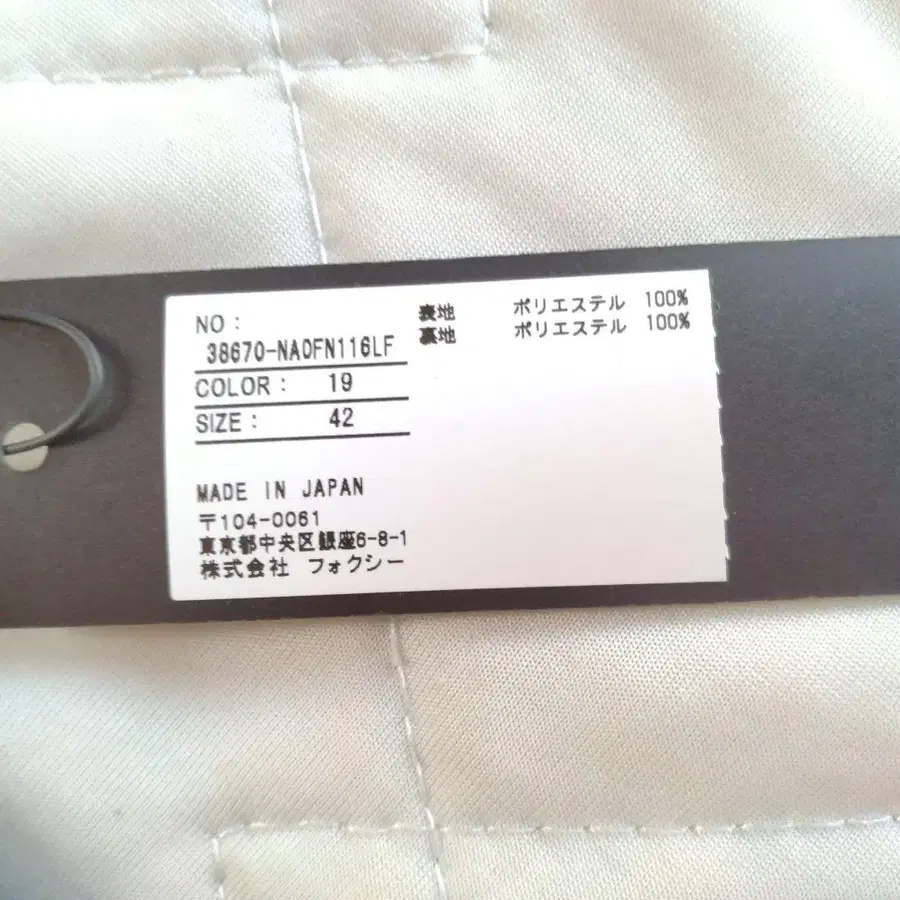 NO :
38670-NADFN116LF
COLOR : 19
SIZE : 42
MADE IN JAPAN
〒104-0061
東京都中央区銀座6-8-1
株式会社 フォクシー
表地 ポリエステル 100%
裏地 ポリエステル 100%